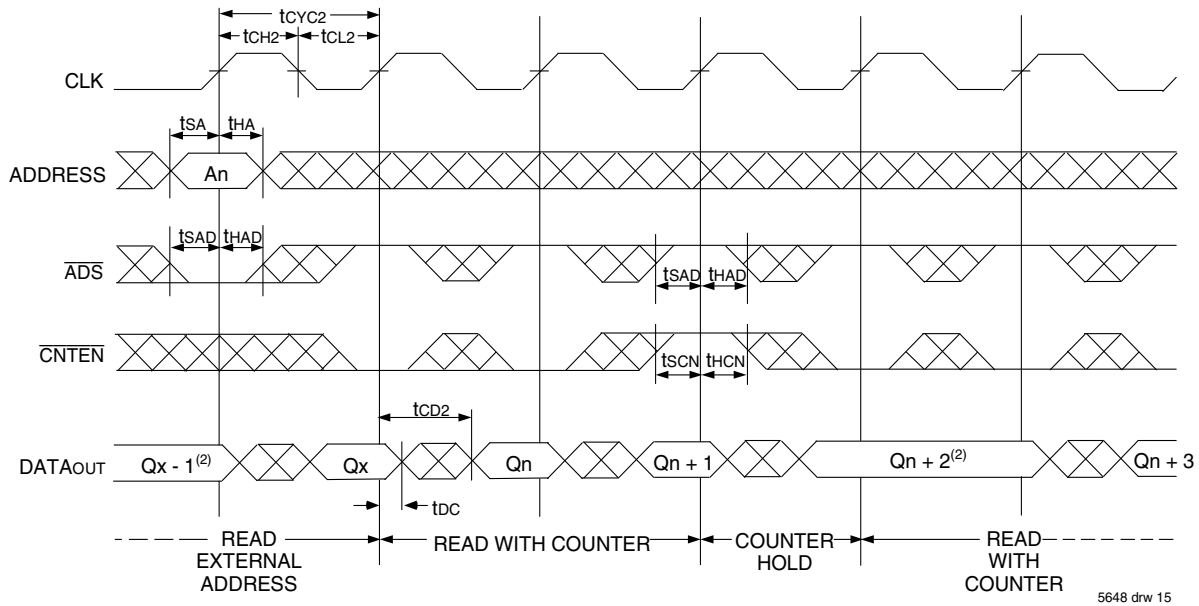 tCYC2
tCH2 tCL2
CLK
tSA tHA
ADDRESS An
tSAD tHAD
ADS
tSAD tHAD
CNTEN
tSCN tHCN
tCD2
DATAOUT Qx - 1(2) Qx Qn Qn + 1 Qn + 2(2) Qn + 3
tDC
READ EXTERNAL ADDRESS
READ WITH COUNTER
COUNTER HOLD
READ WITH COUNTER
5648 drw 15